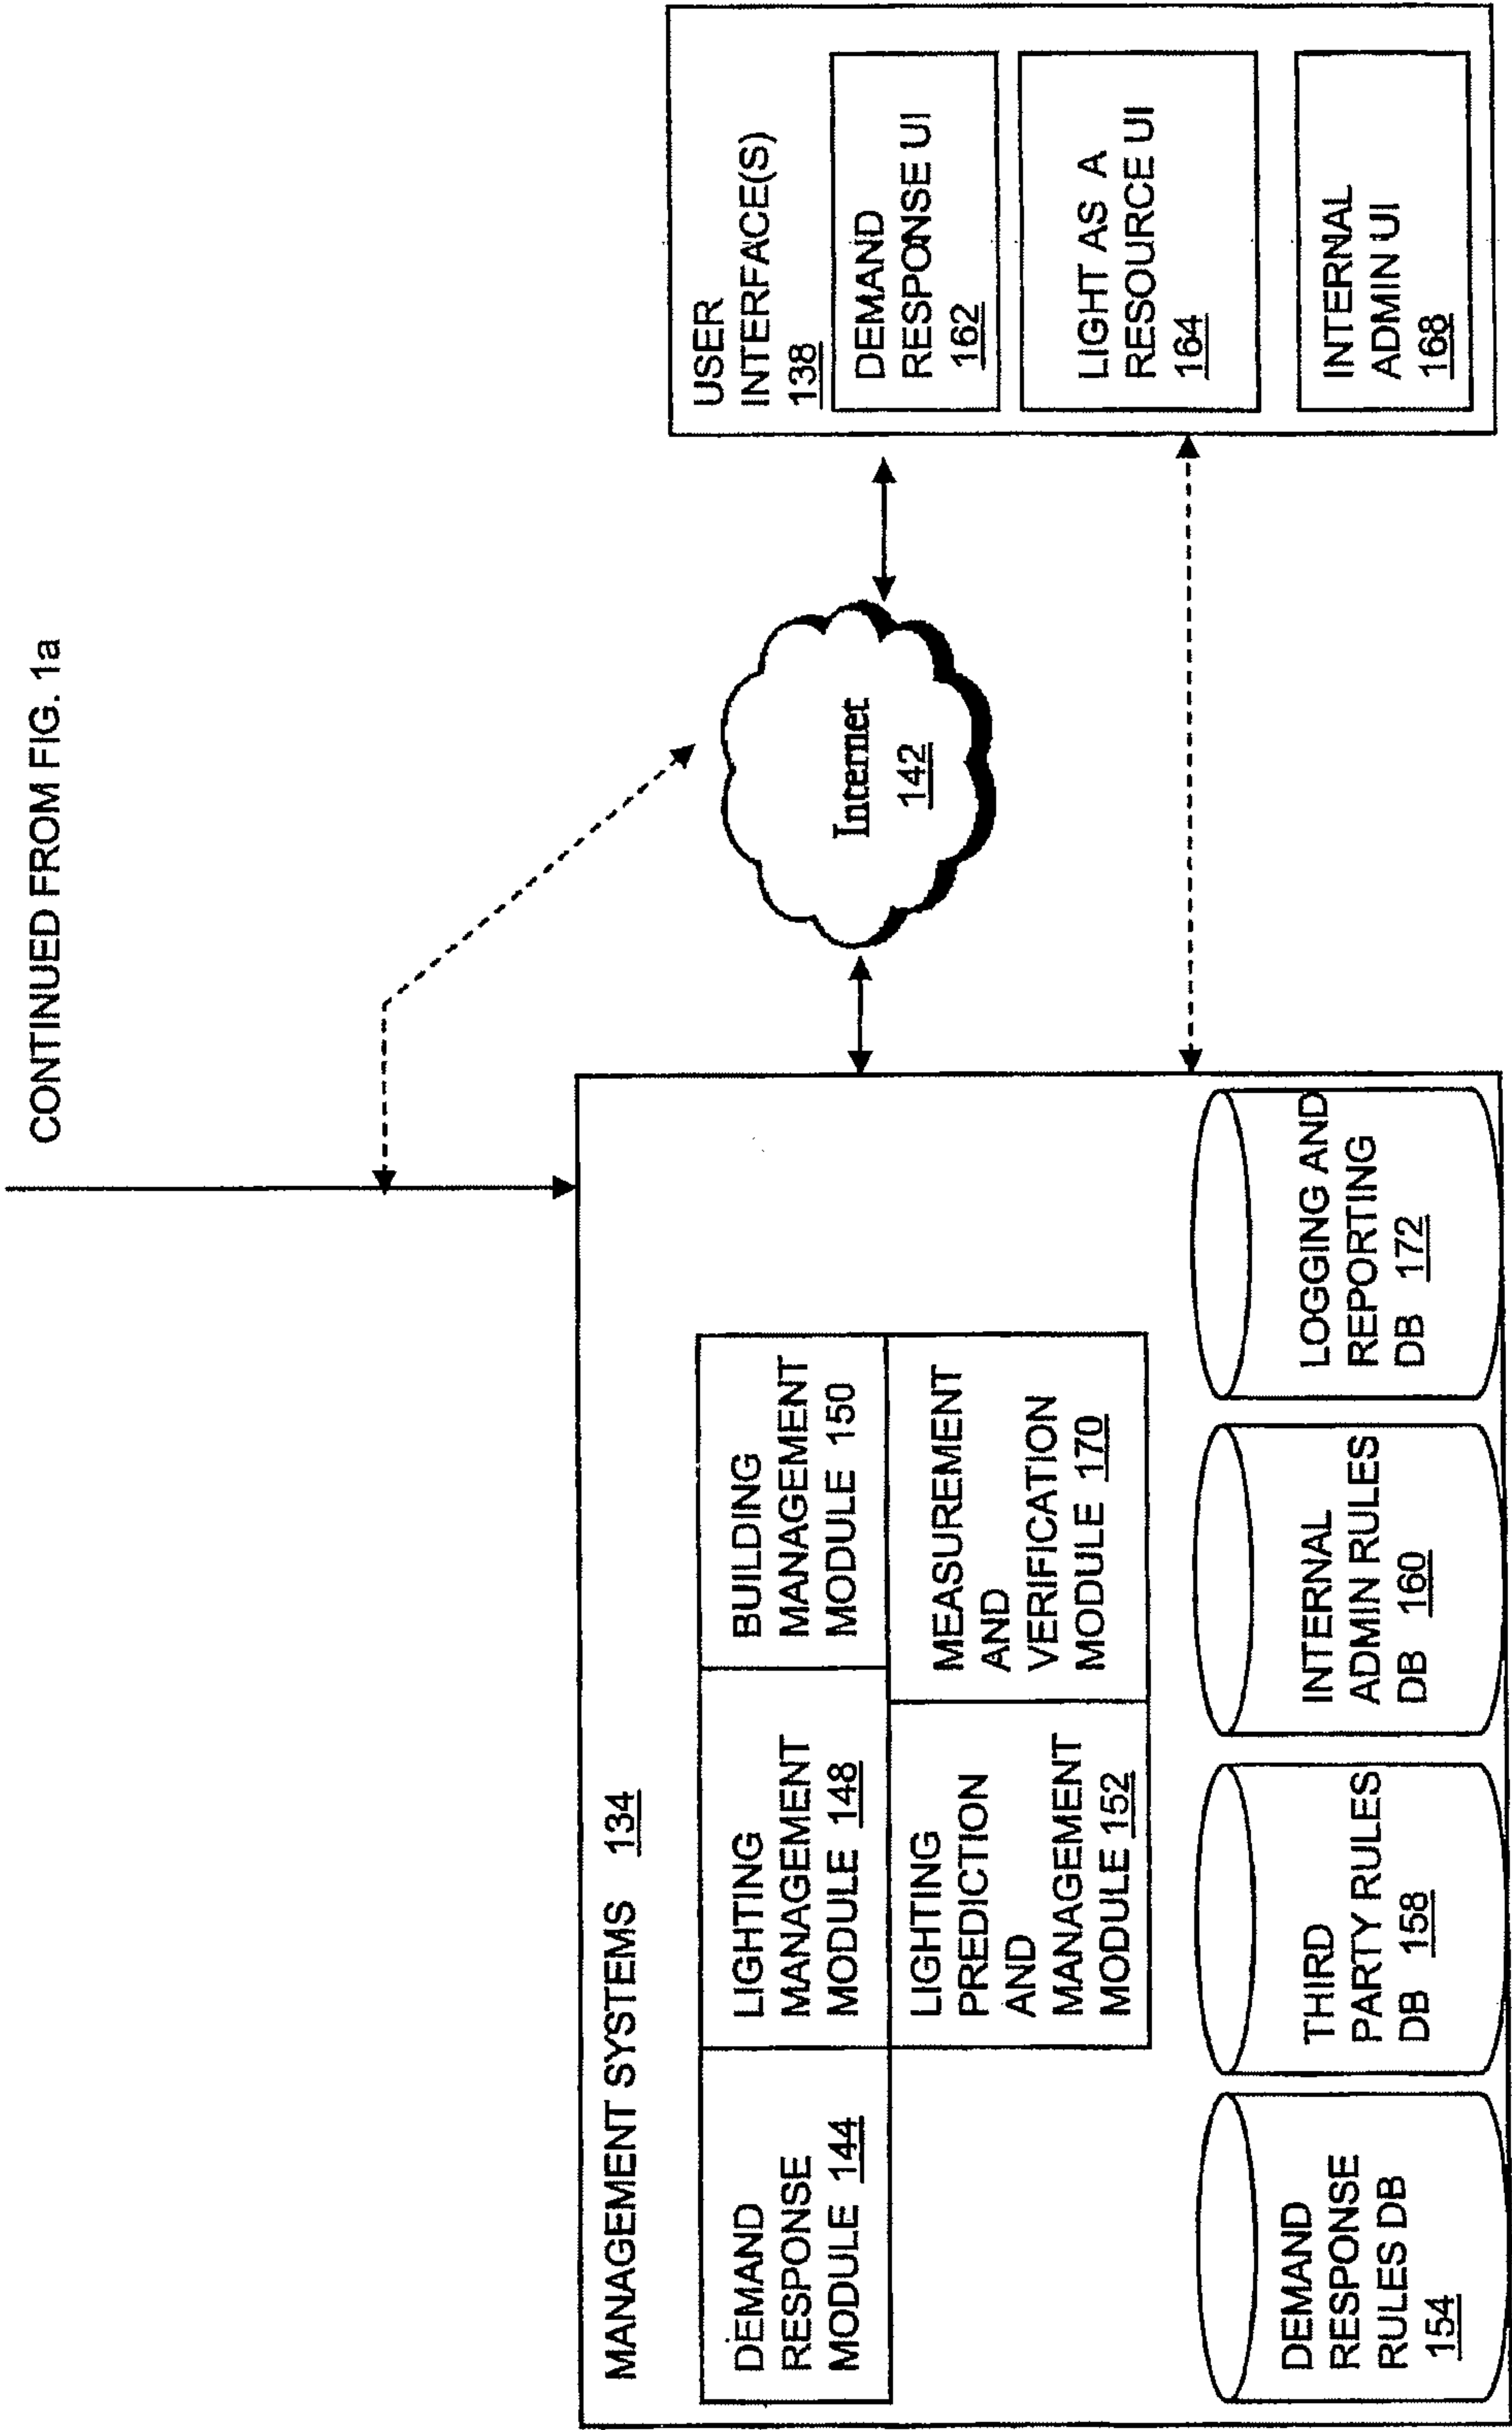 CONTINUED FROM FIG. 1a
MANAGEMENT SYSTEMS 134
DEMAND
RESPONSE
MODULE 144
LIGHTING
MANAGEMENT
MODULE 148
BUILDING
MANAGEMENT
MODULE 150
LIGHTING
PREDICTION
AND
MANAGEMENT
MODULE 152
MEASUREMENT
AND
VERIFICATION
MODULE 170
DEMAND
RESPONSE
RULES DB
154
THIRD
PARTY RULES
DB 158
INTERNAL
ADMIN RULES
DB 160
LOGGING AND
REPORTING
DB 172
Internet
142
USER
INTERFACE(S)
138
DEMAND
RESPONSE UI
162
LIGHT AS A
RESOURCE UI
164
INTERNAL
ADMIN UI
168